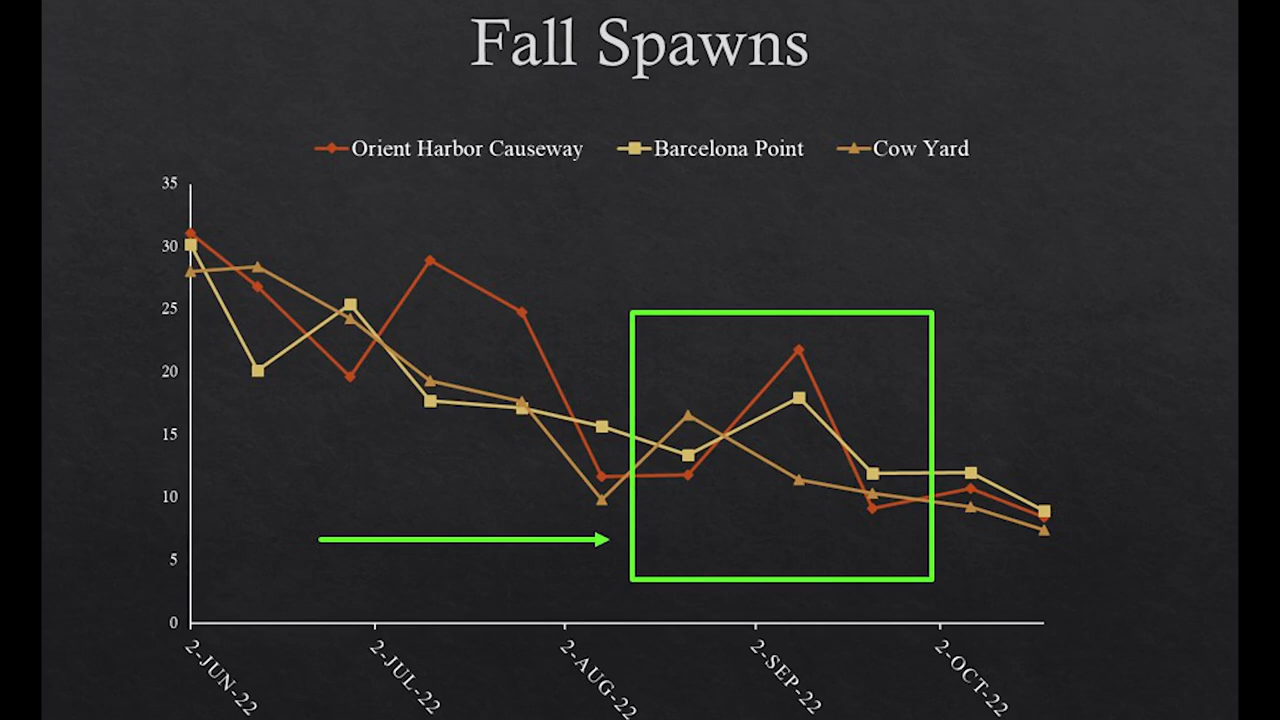 Fall Spawns
Orient Harbor Causeway Barcelona Point Cow Yard
35
30
25
20
15
10
5
0
2-JUN-22 2-JUL-22 2-AUG-22 2-SEP-22 2-OCT-22